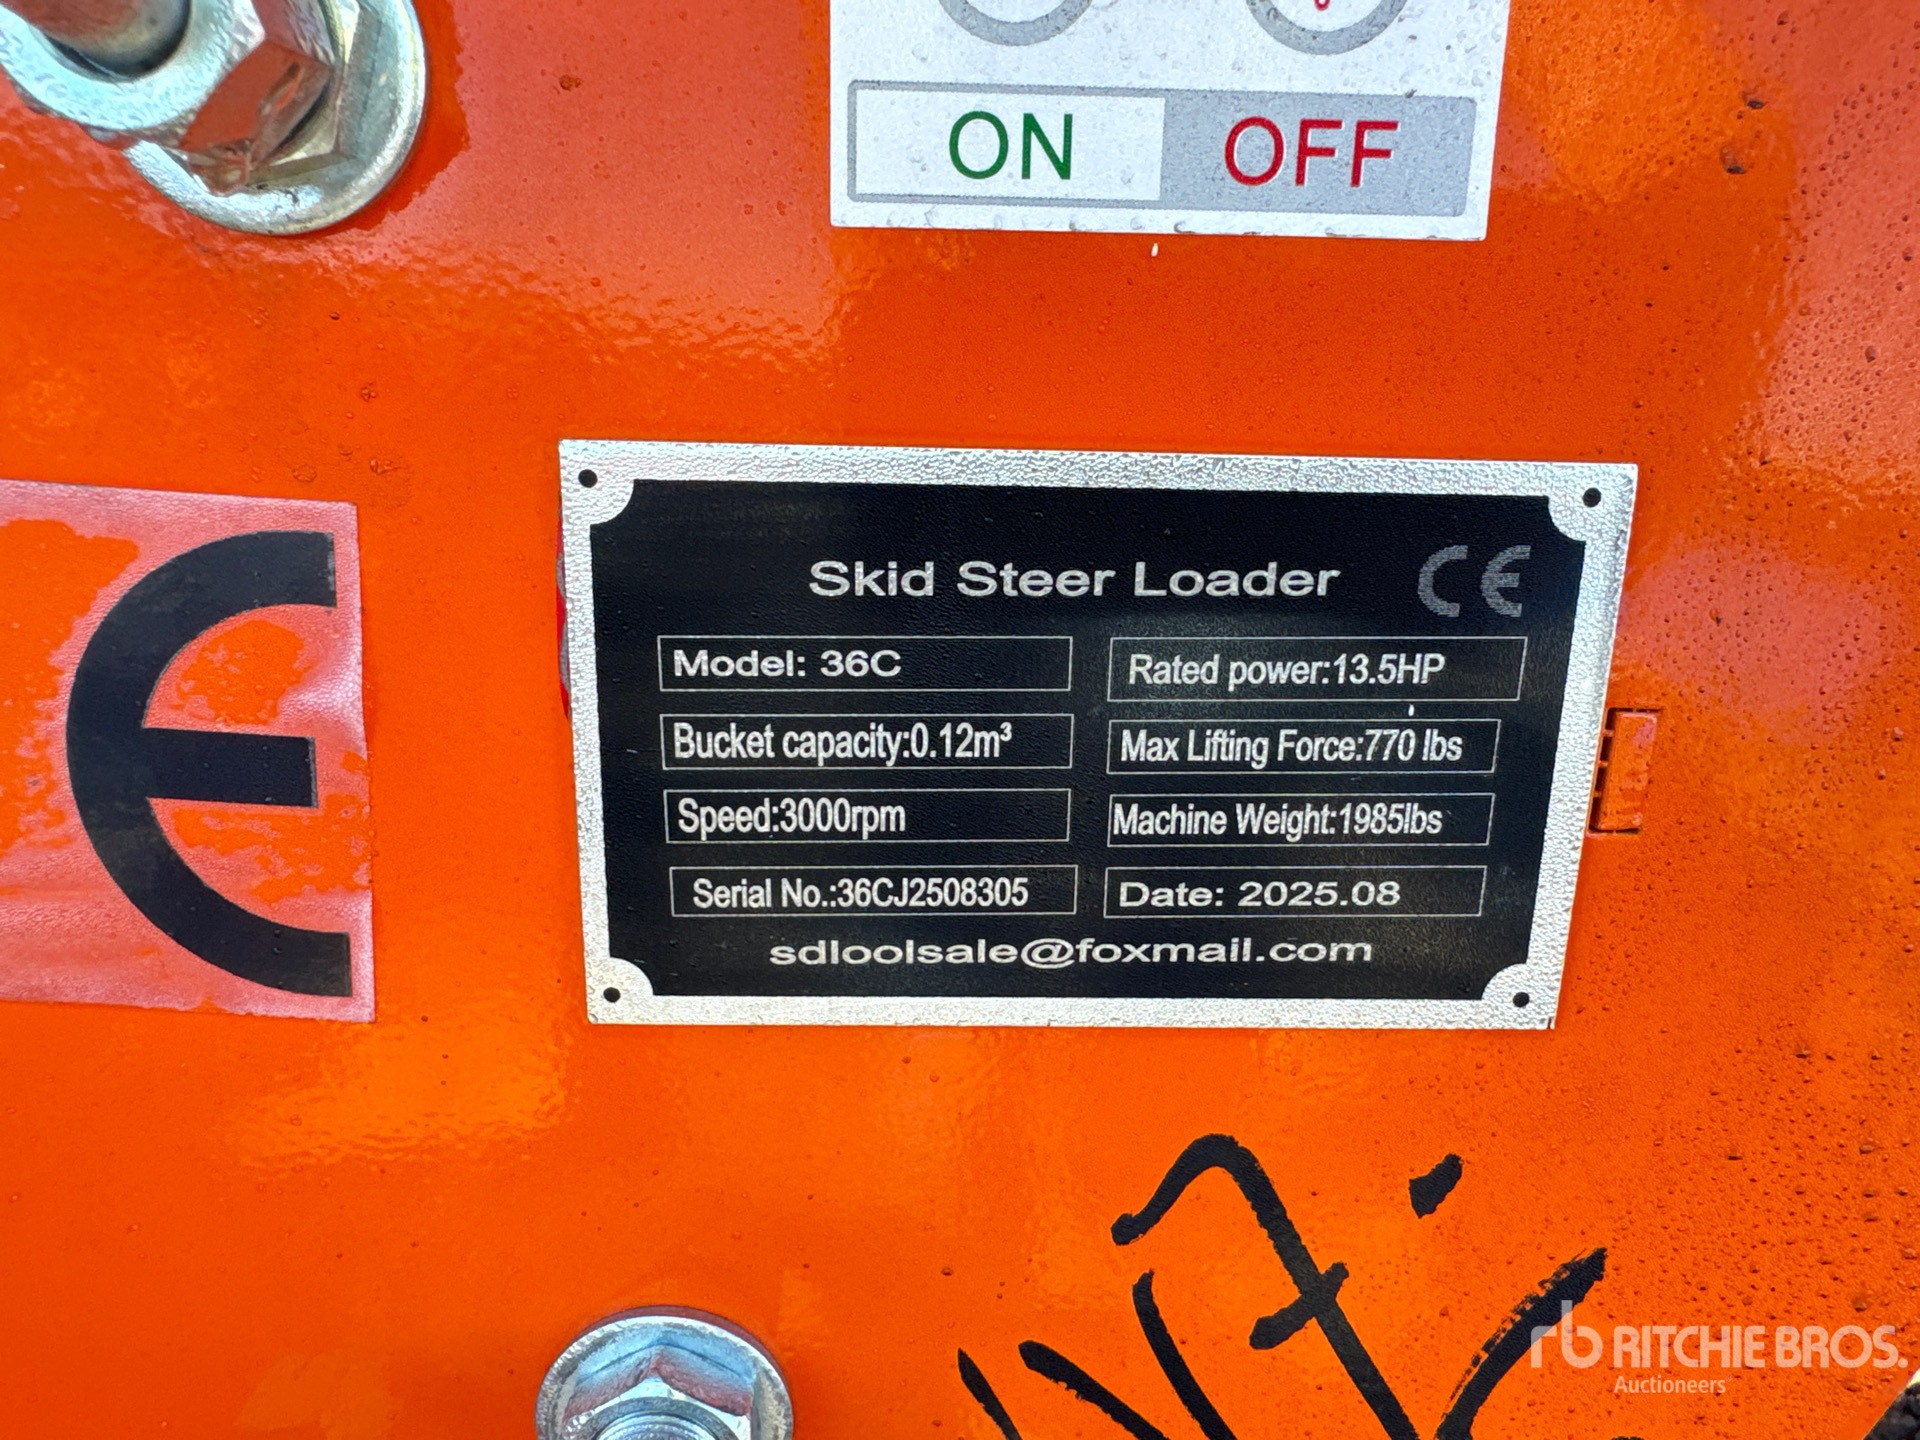 ON OFF
Skid Steer Loader CE
Model: 36C
Rated power:13.5HP
Bucket capacity:0.12m³
Max Lifting Force:770 lbs
Speed:3000rpm
Machine Weight:1985lbs
Serial No.:36CJ2508305
Date: 2025.08
sdloolsale@foxmail.com
CE
rb RITCHIE BROS.
Auctioneers